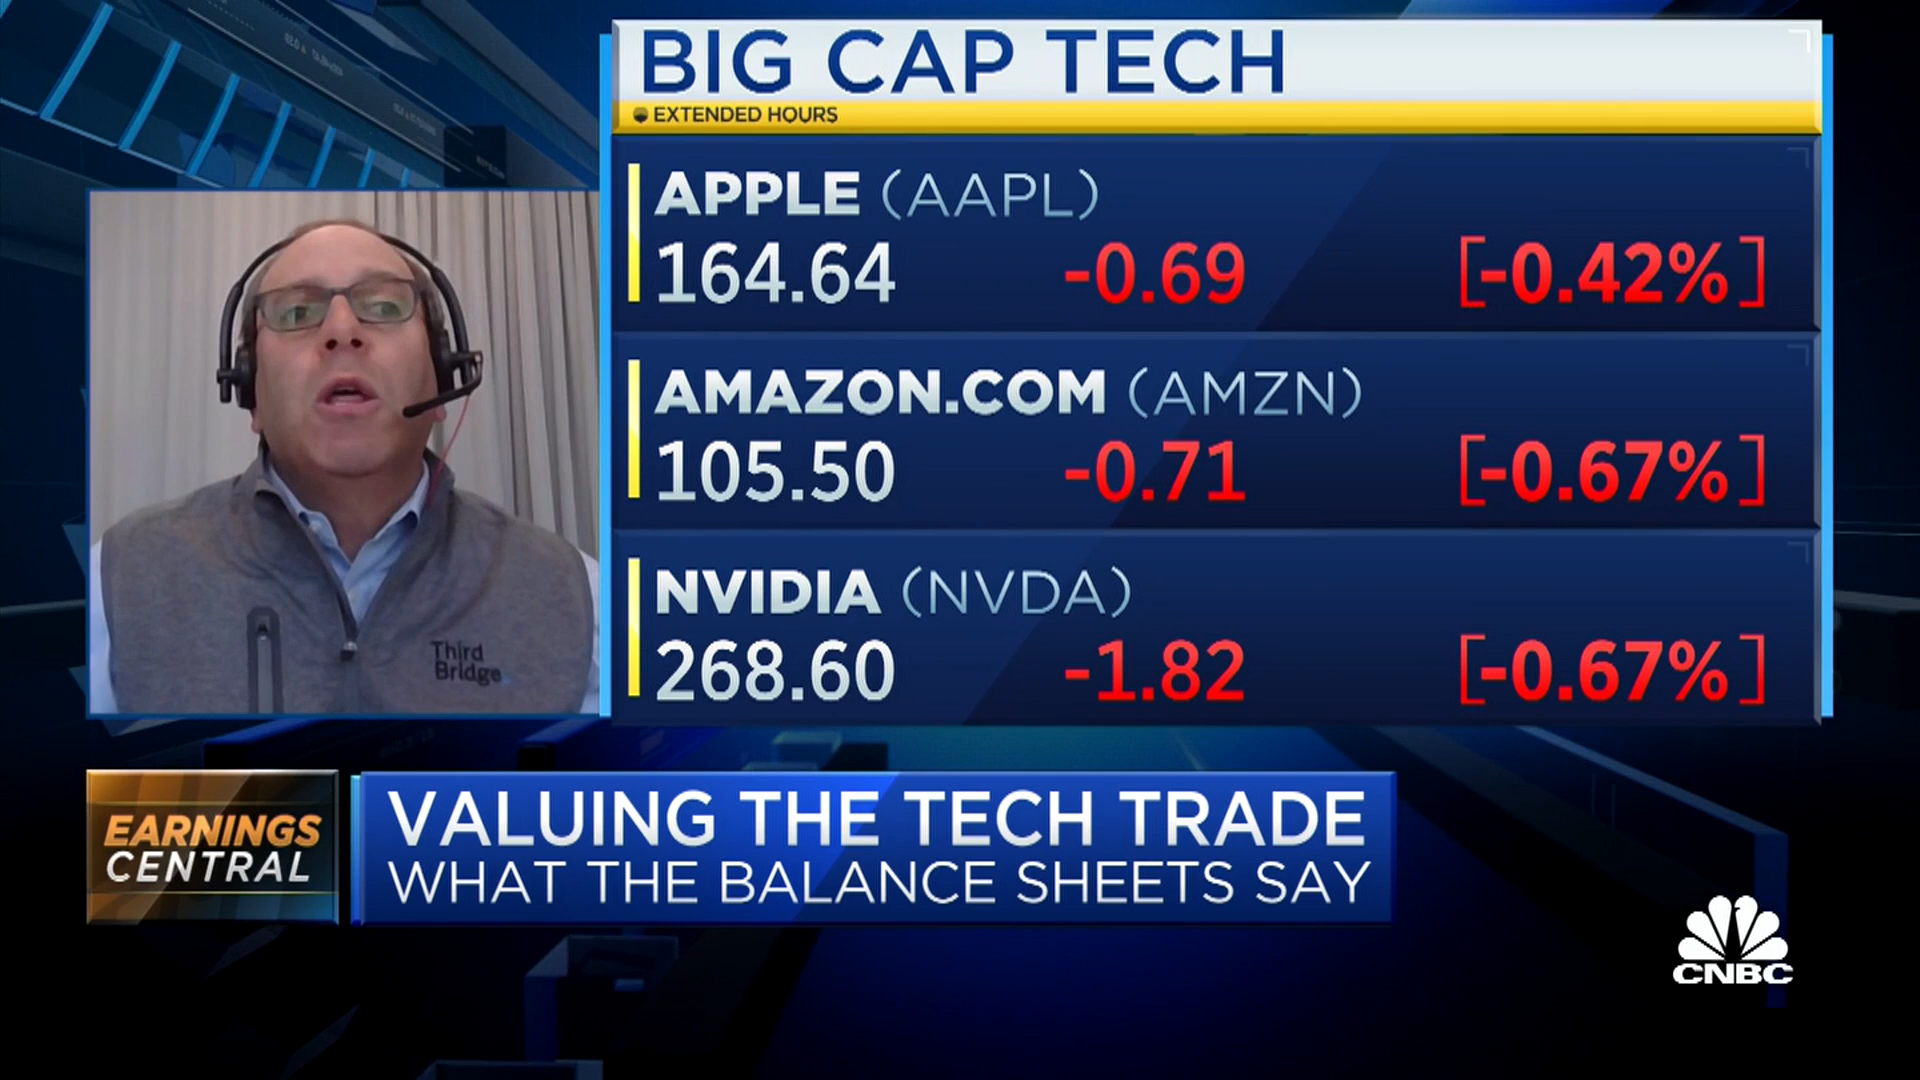 BIG CAP TECH
EXTENDED HOURS
APPLE (AAPL)
164.64 -0.69 [-0.42%]
AMAZON.COM (AMZN)
105.50 -0.71 [-0.67%]
NVIDIA (NVDA)
268.60 -1.82 [-0.67%]
Third
Bridge
EARNINGS
CENTRAL
VALUING THE TECH TRADE
WHAT THE BALANCE SHEETS SAY
CNBC